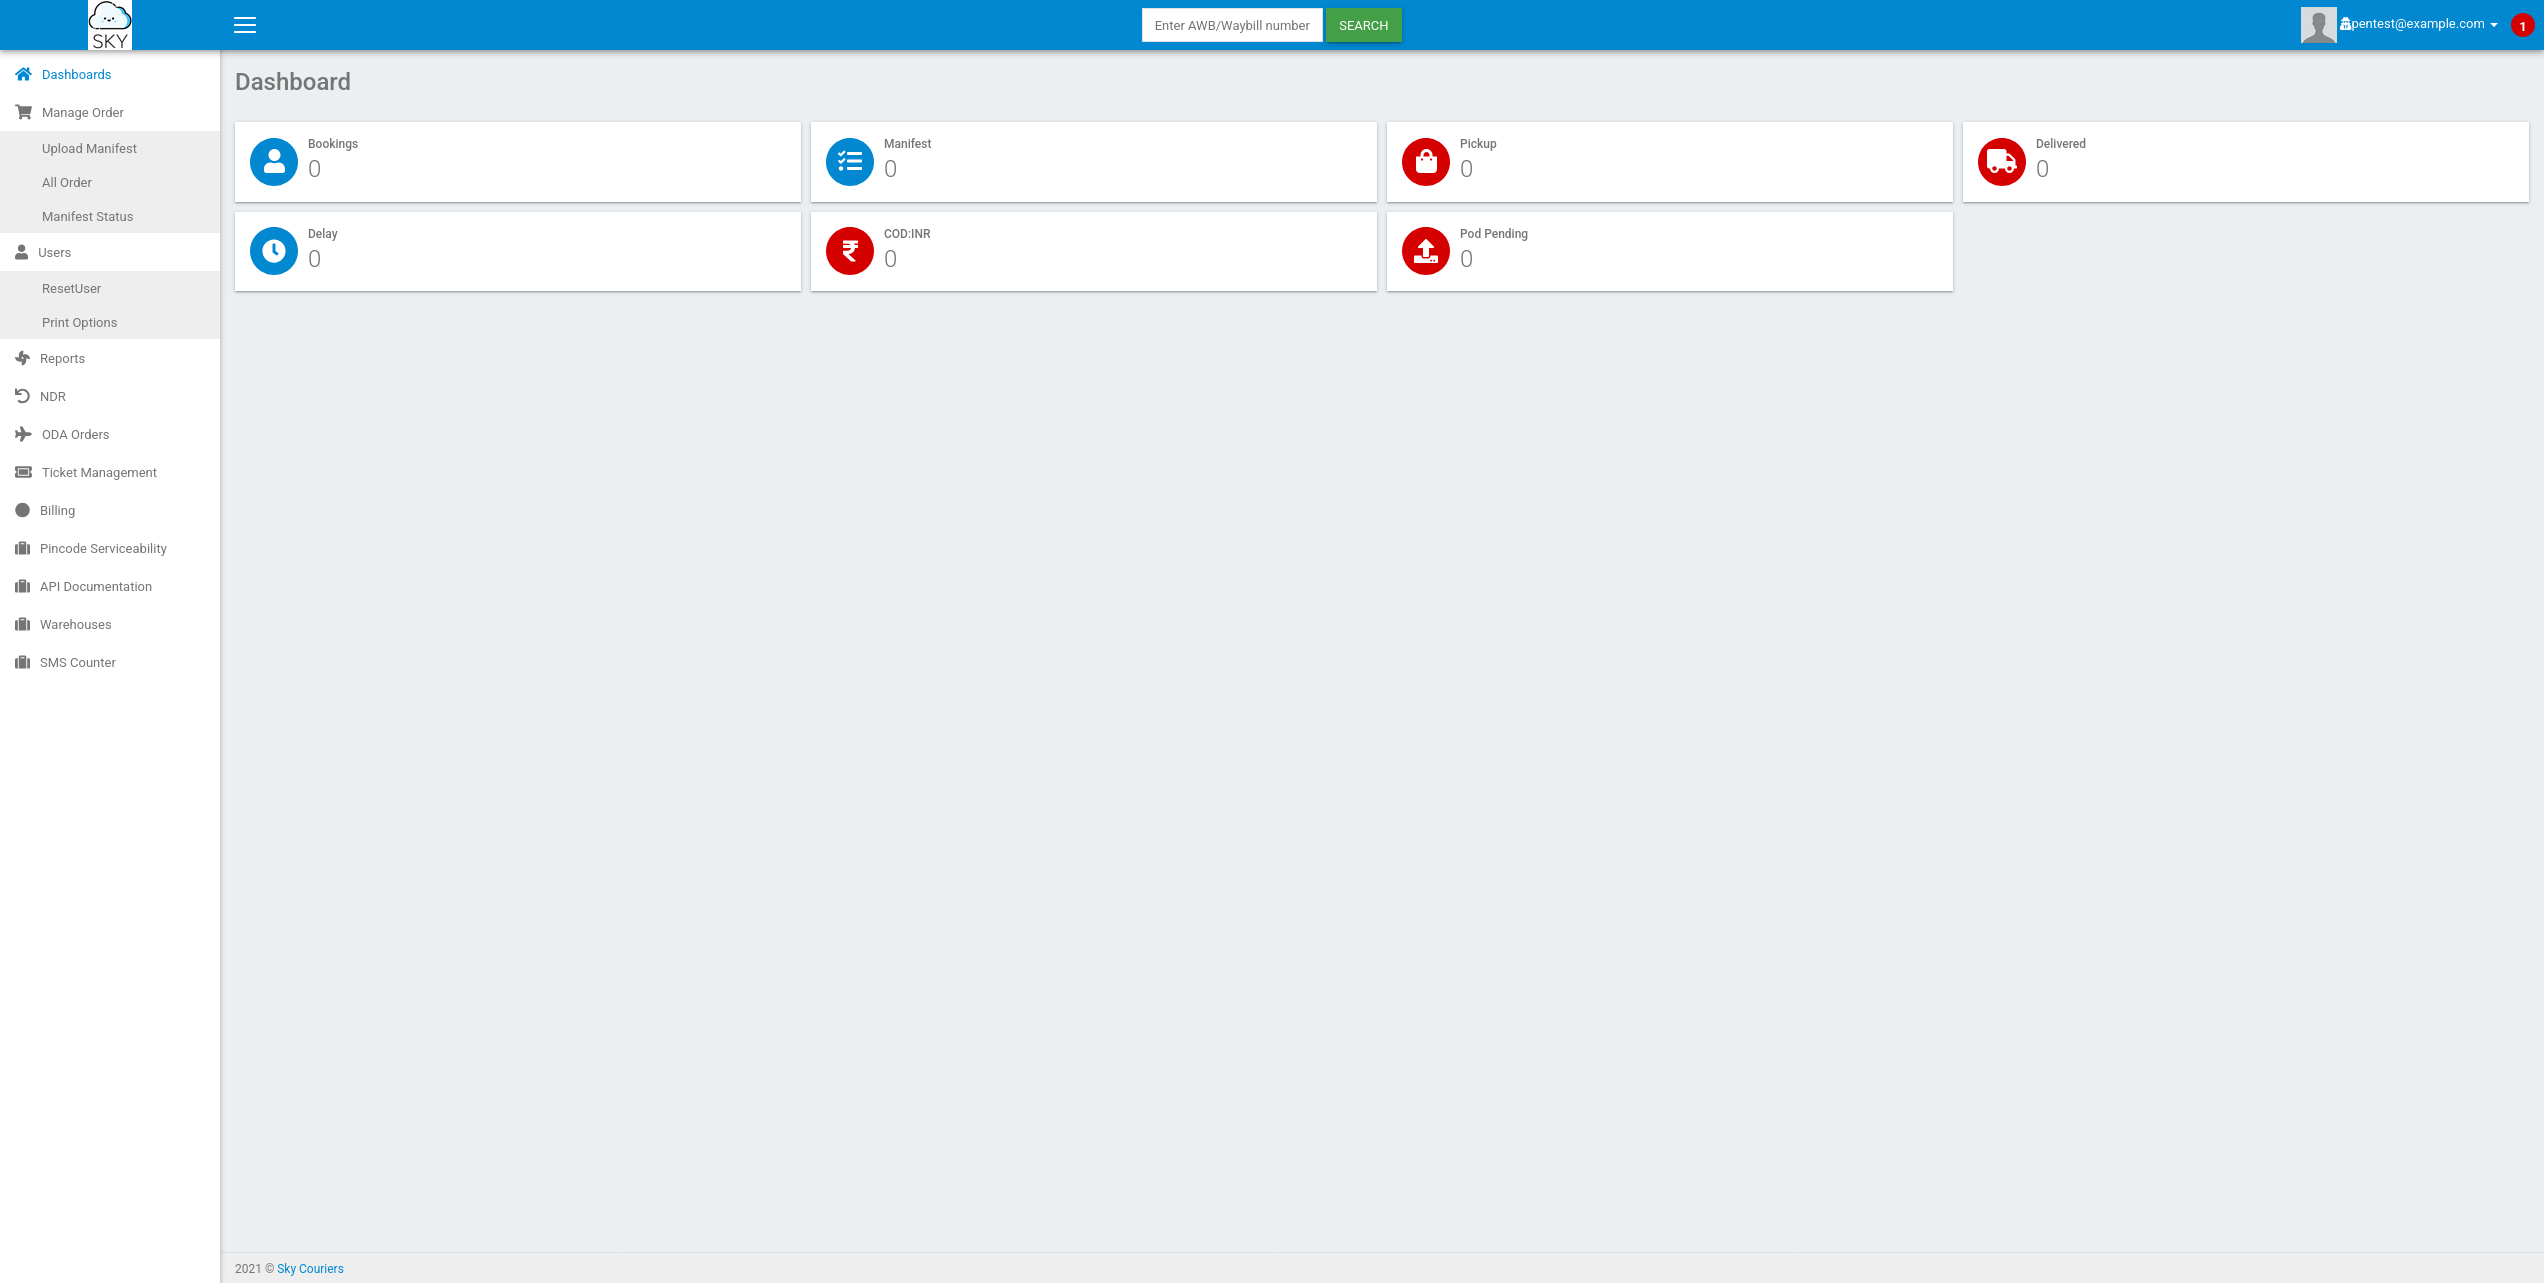 SKY
Enter AWB/Waybill number
SEARCH
pentest@example.com
1
Dashboards
Manage Order
Upload Manifest
All Order
Manifest Status
Users
ResetUser
Print Options
Reports
NDR
ODA Orders
Ticket Management
Billing
Pincode Serviceability
API Documentation
Warehouses
SMS Counter
Dashboard
Bookings
0
Manifest
0
Pickup
0
Delivered
0
Delay
0
COD:INR
0
Pod Pending
0
2021 © Sky Couriers